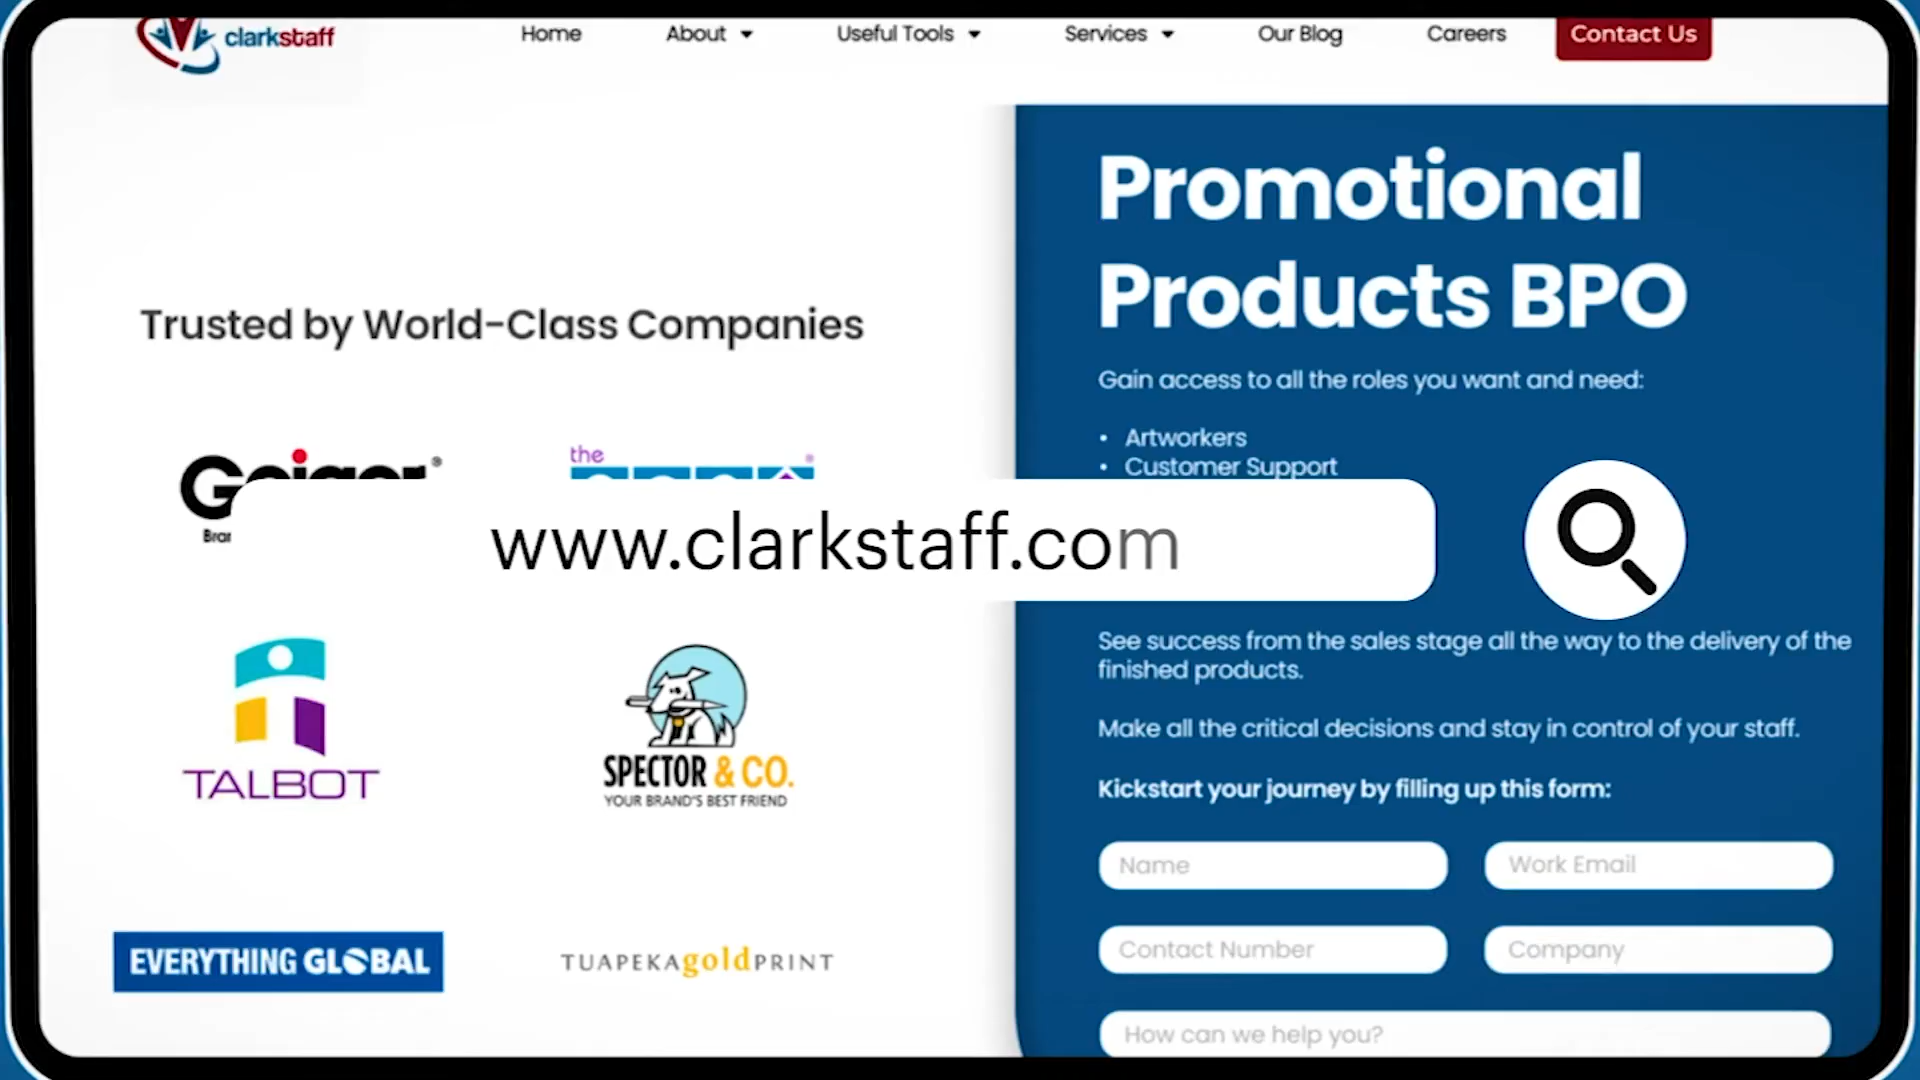 clarkstaff
Home
About
Useful Tools
Services
Our Blog
Careers
Contact Us
Promotional
Products BPO
Trusted by World-Class Companies
Gain access to all the roles you want and need:
• Artworkers
• Customer Support
Geiger®
the
www.clarkstaff.com
See success from the sales stage all the way to the delivery of the
finished products.
Make all the critical decisions and stay in control of your staff.
TALBOT
SPECTOR & CO.
YOUR BRAND'S BEST FRIEND
Kickstart your journey by filling up this form:
Name
Work Email
EVERYTHING GLOBAL
TUAPEKAgoldPRINT
Contact Number
Company
How can we help you?